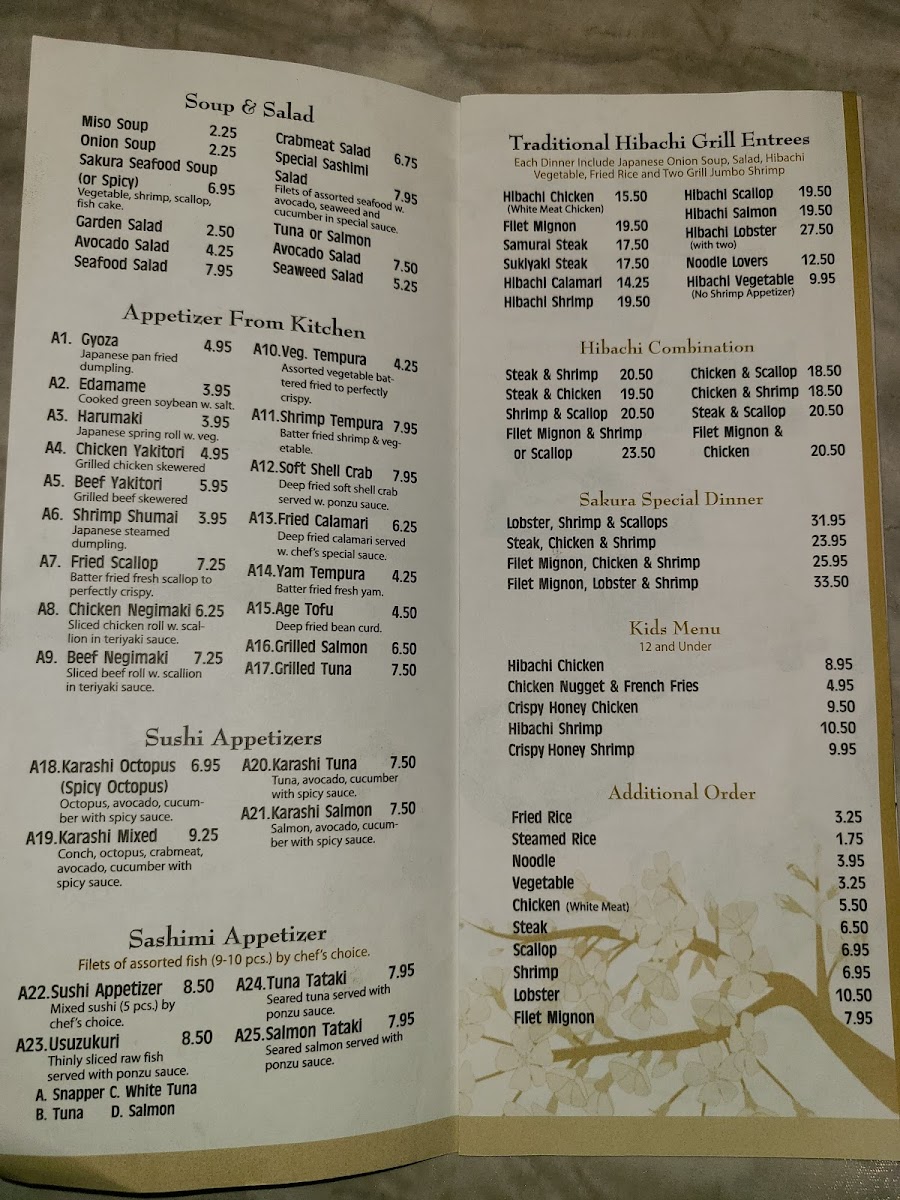 Soup & Salad
Miso Soup 2.25
Onion Soup 2.25
Sakura Seafood Soup
(or Spicy) 6.95
Vegetable, shrimp, scallop,
fish cake.
Garden Salad 2.50
Avocado Salad 4.25
Seafood Salad 7.95
Crabmeat Salad 6.75
Special Sashimi
Salad 7.95
Filets of assorted seafood w.
avocado, seaweed and
cucumber in special sauce.
Tuna or Salmon
Avocado Salad 7.50
Seaweed Salad 5.25
Appetizer From Kitchen
A1. Gyoza 4.95
Japanese pan fried
dumpling.
A2. Edamame 3.95
Cooked green soybean w. salt.
A3. Harumaki 3.95
Japanese spring roll w. veg.
A4. Chicken Yakitori 4.95
Grilled chicken skewered
A5. Beef Yakitori 5.95
Grilled beef skewered
A6. Shrimp Shumai 3.95
Japanese steamed
dumpling.
A7. Fried Scallop 7.25
Batter fried fresh scallop to
perfectly crispy.
A8. Chicken Negimaki 6.25
Sliced chicken roll w. scal-
lion in teriyaki sauce.
A9. Beef Negimaki 7.25
Sliced beef roll w. scallion
in teriyaki sauce.
A10.Veg. Tempura 4.25
Assorted vegetable bat-
tered fried to perfectly
crispy.
A11.Shrimp Tempura 7.95
Batter fried shrimp & veg-
etable.
A12.Soft Shell Crab 7.95
Deep fried soft shell crab
served w. ponzu sauce.
A13.Fried Calamari 6.25
Deep fried calamari served
w. chef's special sauce.
A14.Yam Tempura 4.25
Batter fried fresh yam.
A15.Age Tofu 4.50
Deep fried bean curd.
A16.Grilled Salmon 6.50
A17.Grilled Tuna 7.50
Sushi Appetizers
A18.Karashi Octopus 6.95
(Spicy Octopus)
Octopus, avocado, cucum-
ber with spicy sauce.
A19.Karashi Mixed 9.25
Conch, octopus, crabmeat,
avocado, cucumber with
spicy sauce.
A20.Karashi Tuna 7.50
Tuna, avocado, cucumber
with spicy sauce.
A21.Karashi Salmon 7.50
Salmon, avocado, cucum-
ber with spicy sauce.
Sashimi Appetizer
Filets of assorted fish (9-10 pcs.) by chef's choice.
A22.Sushi Appetizer 8.50
Mixed sushi (5 pcs.) by
chef's choice.
A23.Usuzukuri 8.50
Thinly sliced raw fish
served with ponzu sauce.
A. Snapper C. White Tuna
B. Tuna D. Salmon
A24.Tuna Tataki 7.95
Seared tuna served with
ponzu sauce.
A25.Salmon Tataki 7.95
Seared salmon served with
ponzu sauce.
Traditional Hibachi Grill Entrees
Each Dinner Include Japanese Onion Soup, Salad, Hibachi
Vegetable, Fried Rice and Two Grill Jumbo Shrimp
Hibachi Chicken 15.50
(White Meat Chicken)
Filet Mignon 19.50
Samurai Steak 17.50
Sukiyaki Steak 17.50
Hibachi Calamari 14.25
Hibachi Shrimp 19.50
Hibachi Scallop 19.50
Hibachi Salmon 19.50
Hibachi Lobster 27.50
(with two)
Noodle Lovers 12.50
Hibachi Vegetable 9.95
(No Shrimp Appetizer)
Hibachi Combination
Steak & Shrimp 20.50
Steak & Chicken 19.50
Shrimp & Scallop 20.50
Filet Mignon & Shrimp
or Scallop 23.50
Chicken & Scallop 18.50
Chicken & Shrimp 18.50
Steak & Scallop 20.50
Filet Mignon &
Chicken 20.50
Sakura Special Dinner
Lobster, Shrimp & Scallops 31.95
Steak, Chicken & Shrimp 23.95
Filet Mignon, Chicken & Shrimp 25.95
Filet Mignon, Lobster & Shrimp 33.50
Kids Menu
12 and Under
Hibachi Chicken 8.95
Chicken Nugget & French Fries 4.95
Crispy Honey Chicken 9.50
Hibachi Shrimp 10.50
Crispy Honey Shrimp 9.95
Additional Order
Fried Rice 3.25
Steamed Rice 1.75
Noodle 3.95
Vegetable 3.25
Chicken (White Meat) 5.50
Steak 6.50
Scallop 6.95
Shrimp 6.95
Lobster 10.50
Filet Mignon 7.95